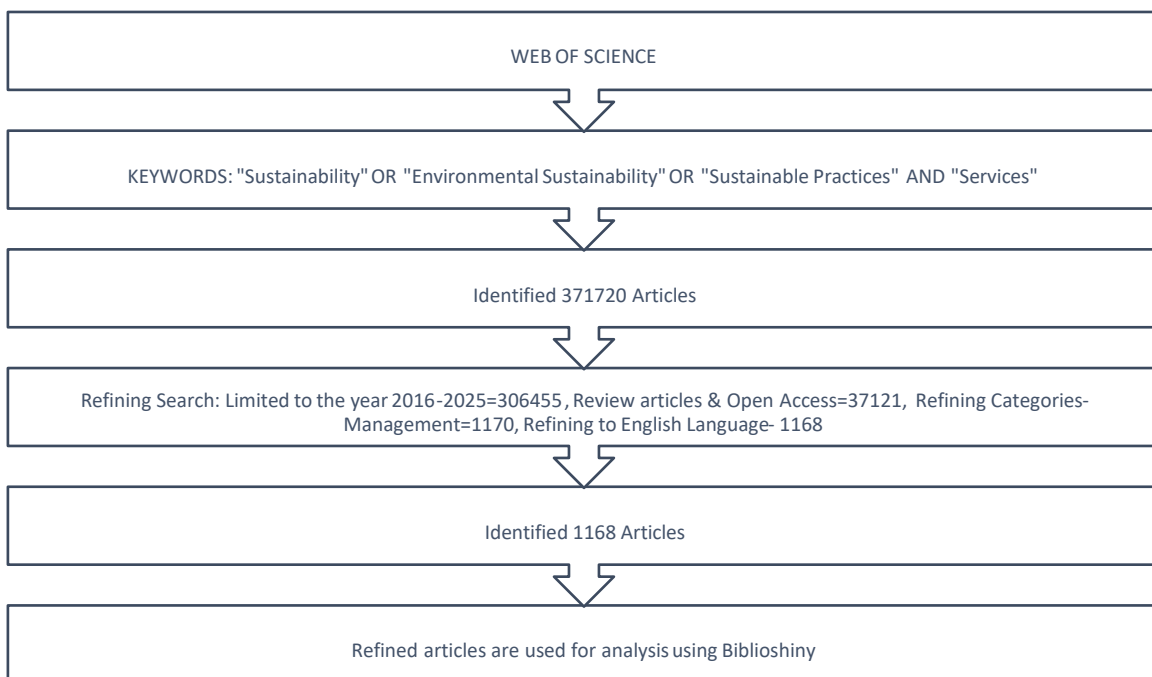 WEB OF SCIENCE
KEYWORDS: "Sustainability" OR "Environmental Sustainability" OR "Sustainable Practices" AND "Services"
Identified 371720 Articles
Refining Search: Limited to the year 2016-2025=306455, Review articles & Open Access=37121, Refining Categories-
Management=1170, Refining to English Language- 1168
Identified 1168 Articles
Refined articles are used for analysis using Biblioshiny